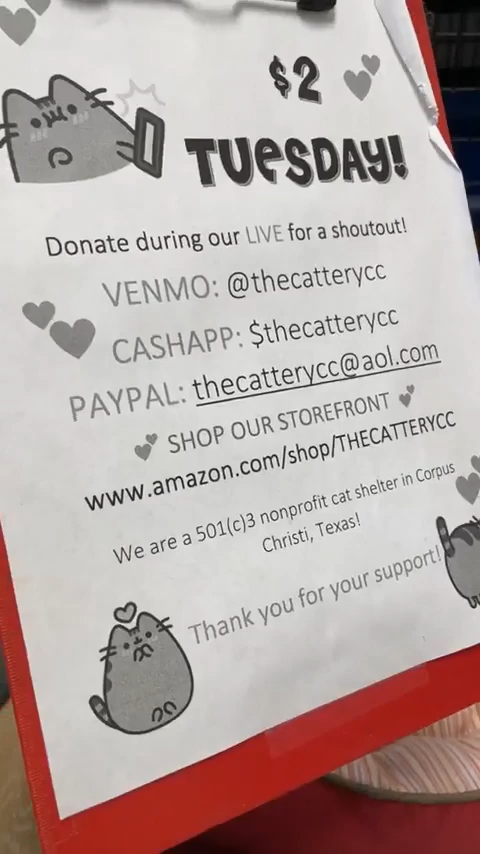 $2
TUESDAY!
Donate during our LIVE for a shoutout!
VENMO: @thecatterycc
CASHAPP: $thecatterycc
PAYPAL: thecatterycc@aol.com
SHOP OUR STOREFRONT
www.amazon.com/shop/THECATTERYCC
We are a 501(c)3 nonprofit cat shelter in Corpus
Christi, Texas!
Thank you for your support!